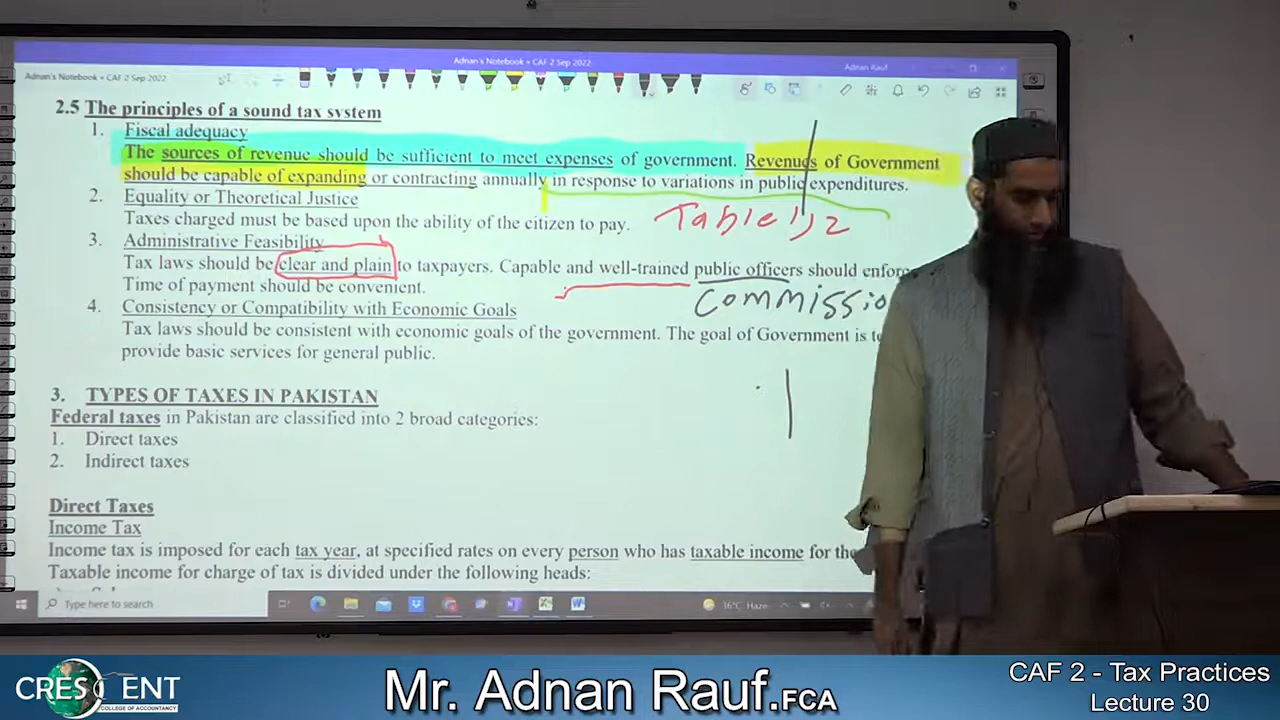 Adnan's Notebook » CAF 2 Sep 2022
Adnan's Notebook » CAF 2 Sep 2022
Adnan Rauf
2.5 The principles of a sound tax system
1. Fiscal adequacy
The sources of revenue should be sufficient to meet expenses of government. Revenues of Government
should be capable of expanding or contracting annually in response to variations in public expenditures.
2. Equality or Theoretical Justice
Taxes charged must be based upon the ability of the citizen to pay.
Table 1, 2
3. Administrative Feasibility
Tax laws should be clear and plain to taxpayers. Capable and well-trained public officers should enfor
Time of payment should be convenient.
Commissio
4. Consistency or Compatibility with Economic Goals
Tax laws should be consistent with economic goals of the government. The goal of Government is to
provide basic services for general public.
3. TYPES OF TAXES IN PAKISTAN
Federal taxes in Pakistan are classified into 2 broad categories:
1. Direct taxes
2. Indirect taxes
Direct Taxes
Income Tax
Income tax is imposed for each tax year, at specified rates on every person who has taxable income for the
Taxable income for charge of tax is divided under the following heads:
Type here to search
16°C Haze
CRESCENT
COLLEGE OF ACCOUNTANCY
Mr. Adnan Rauf.FCA
CAF 2 - Tax Practices
Lecture 30